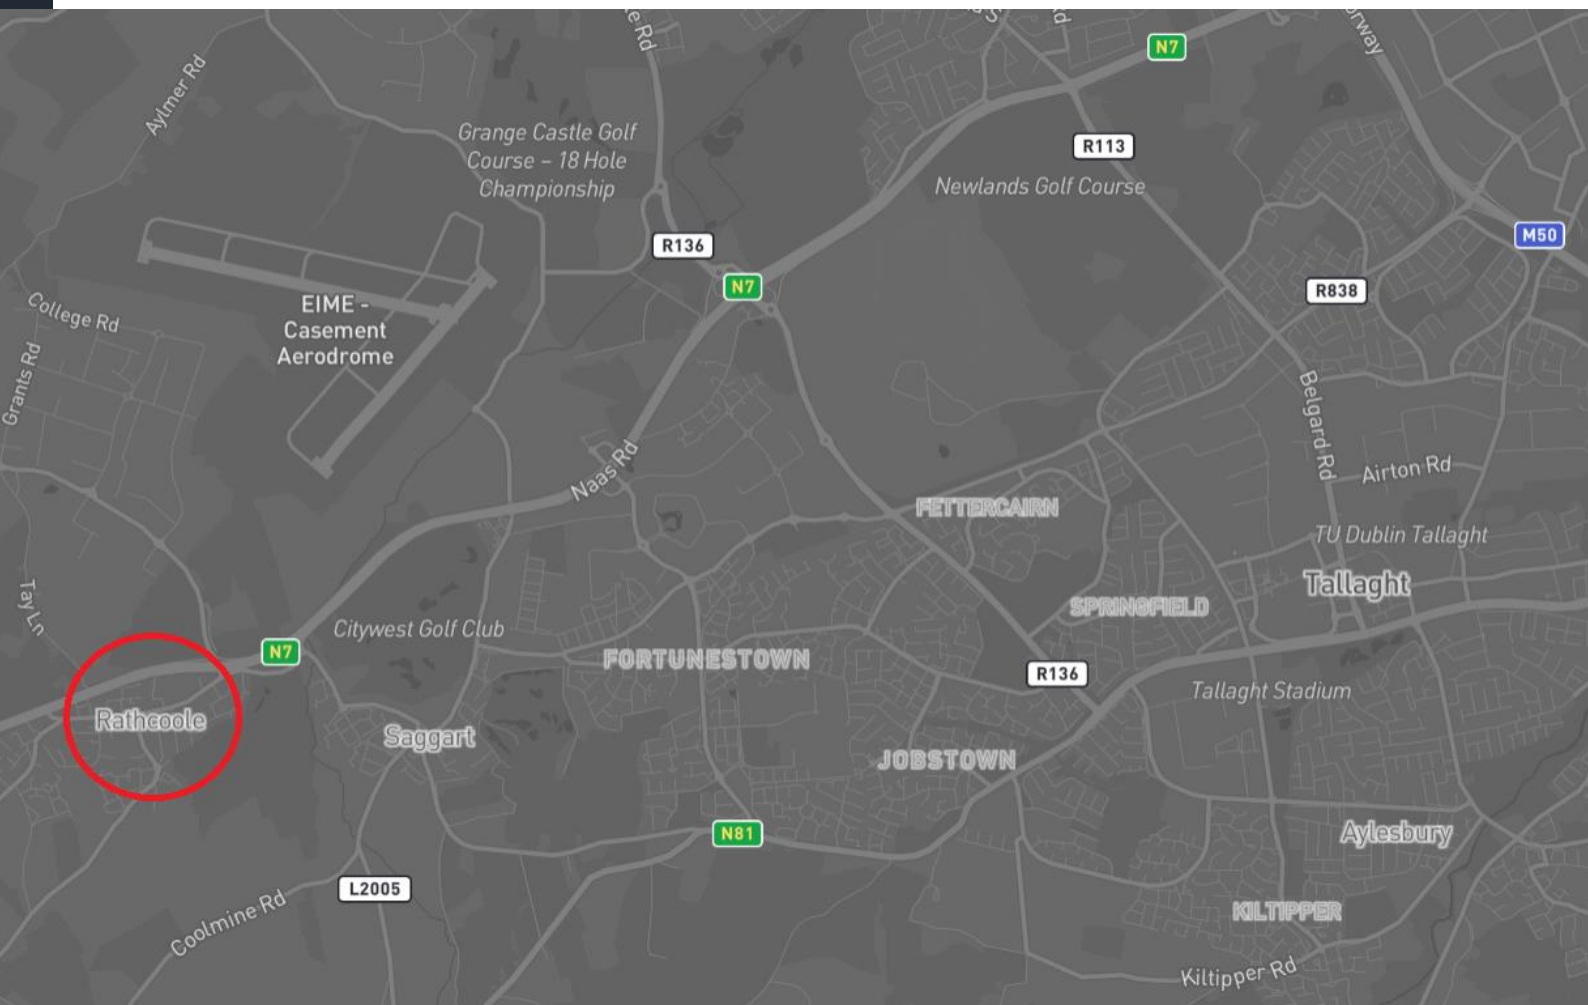 N7
Aylmer Rd
Grange Castle Golf
Course – 18 Hole
Championship
R113
Newlands Golf Course
R136
M50
N7
R838
College Rd
EIME -
Casement
Aerodrome
Grants Rd
Belgard Rd
Airton Rd
Naas Rd
FETTERCAIRN
TU Dublin Tallaght
Tallaght
Tay Ln
SPRINGFIELD
Citywest Golf Club
N7
FORTUNESTOWN
R136
Tallaght Stadium
Rathcoole
Saggart
JOBSTOWN
N81
Aylesbury
L2005
Coolmine Rd
KILTIPPER
Kiltipper Rd